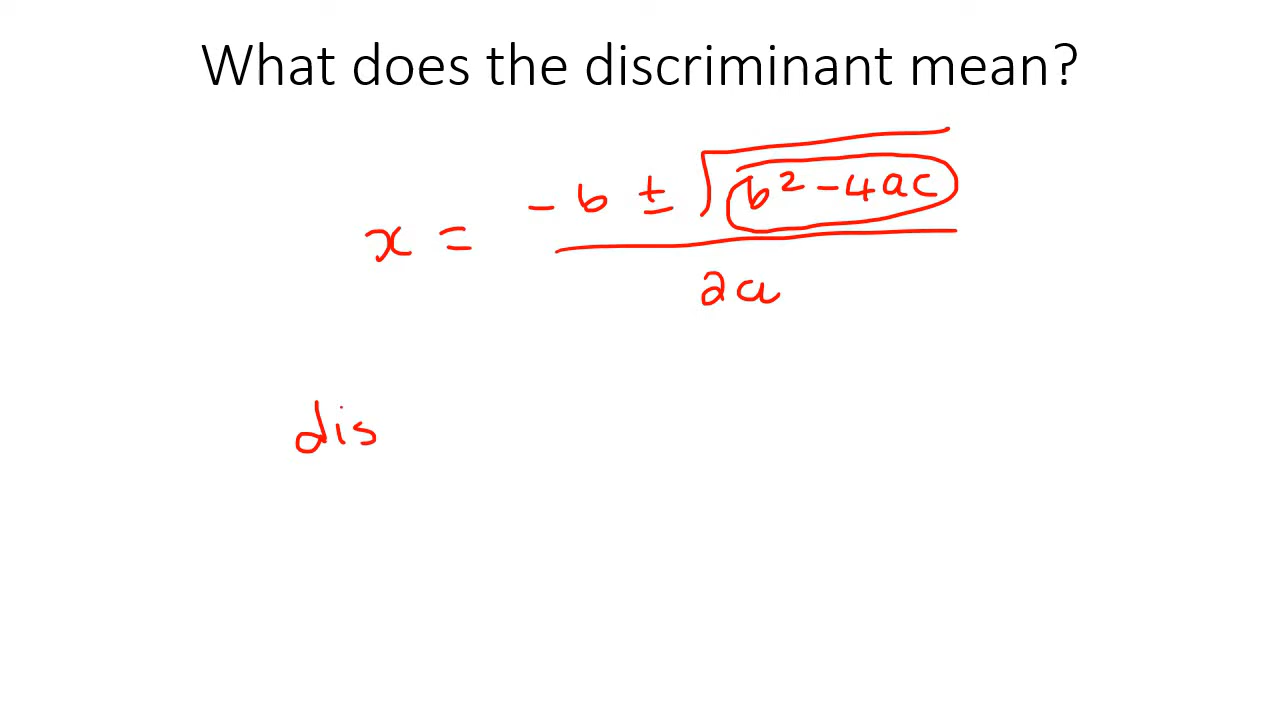 What does the discriminant mean?
x = -b ± √(b² - 4ac) / 2a
dis